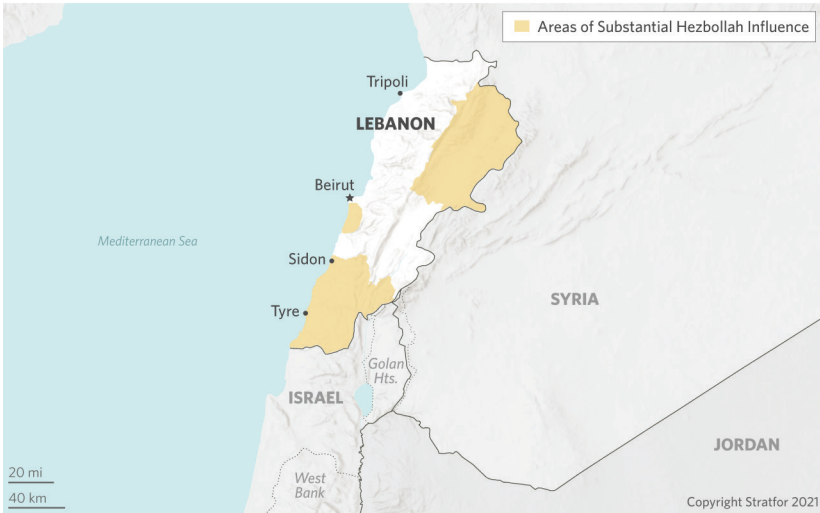 Areas of Substantial Hezbollah Influence
Tripoli
LEBANON
Beirut
Mediterranean Sea
Sidon
Tyre
SYRIA
Golan
Hts.
ISRAEL
JORDAN
20 mi
40 km
West
Bank
Copyright Stratfor 2021